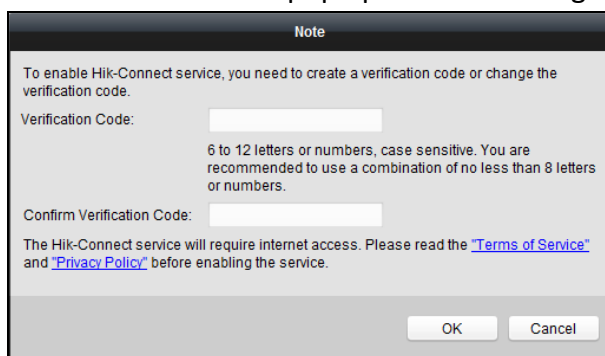 Note
To enable Hik-Connect service, you need to create a verification code or change the
verification code.
Verification Code:
6 to 12 letters or numbers, case sensitive. You are
recommended to use a combination of no less than 8 letters
or numbers.
Confirm Verification Code:
The Hik-Connect service will require internet access. Please read the "Terms of Service"
and "Privacy Policy" before enabling the service.
OK Cancel